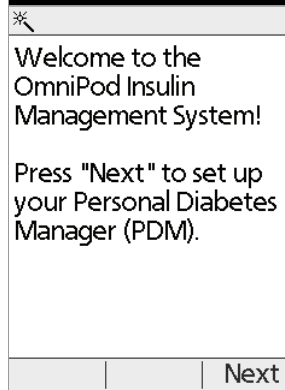 Welcome to the
OmniPod Insulin
Management System!
Press "Next" to set up
your Personal Diabetes
Manager (PDM).
Next